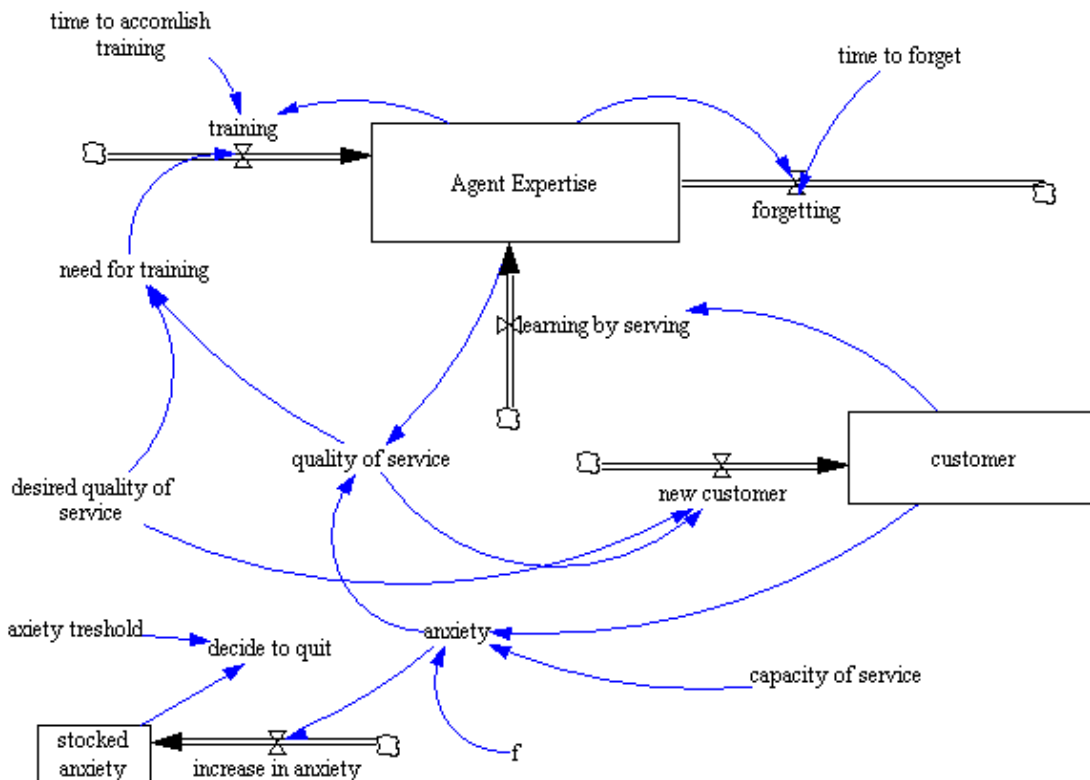 time to accomlish
training
time to forget
training
Agent Expertise
forgetting
need for training
learning by serving
quality of service
customer
desired quality of
service
new customer
axiety treshold
anxiety
decide to quit
capacity of service
stocked
anxiety
increase in anxiety
f